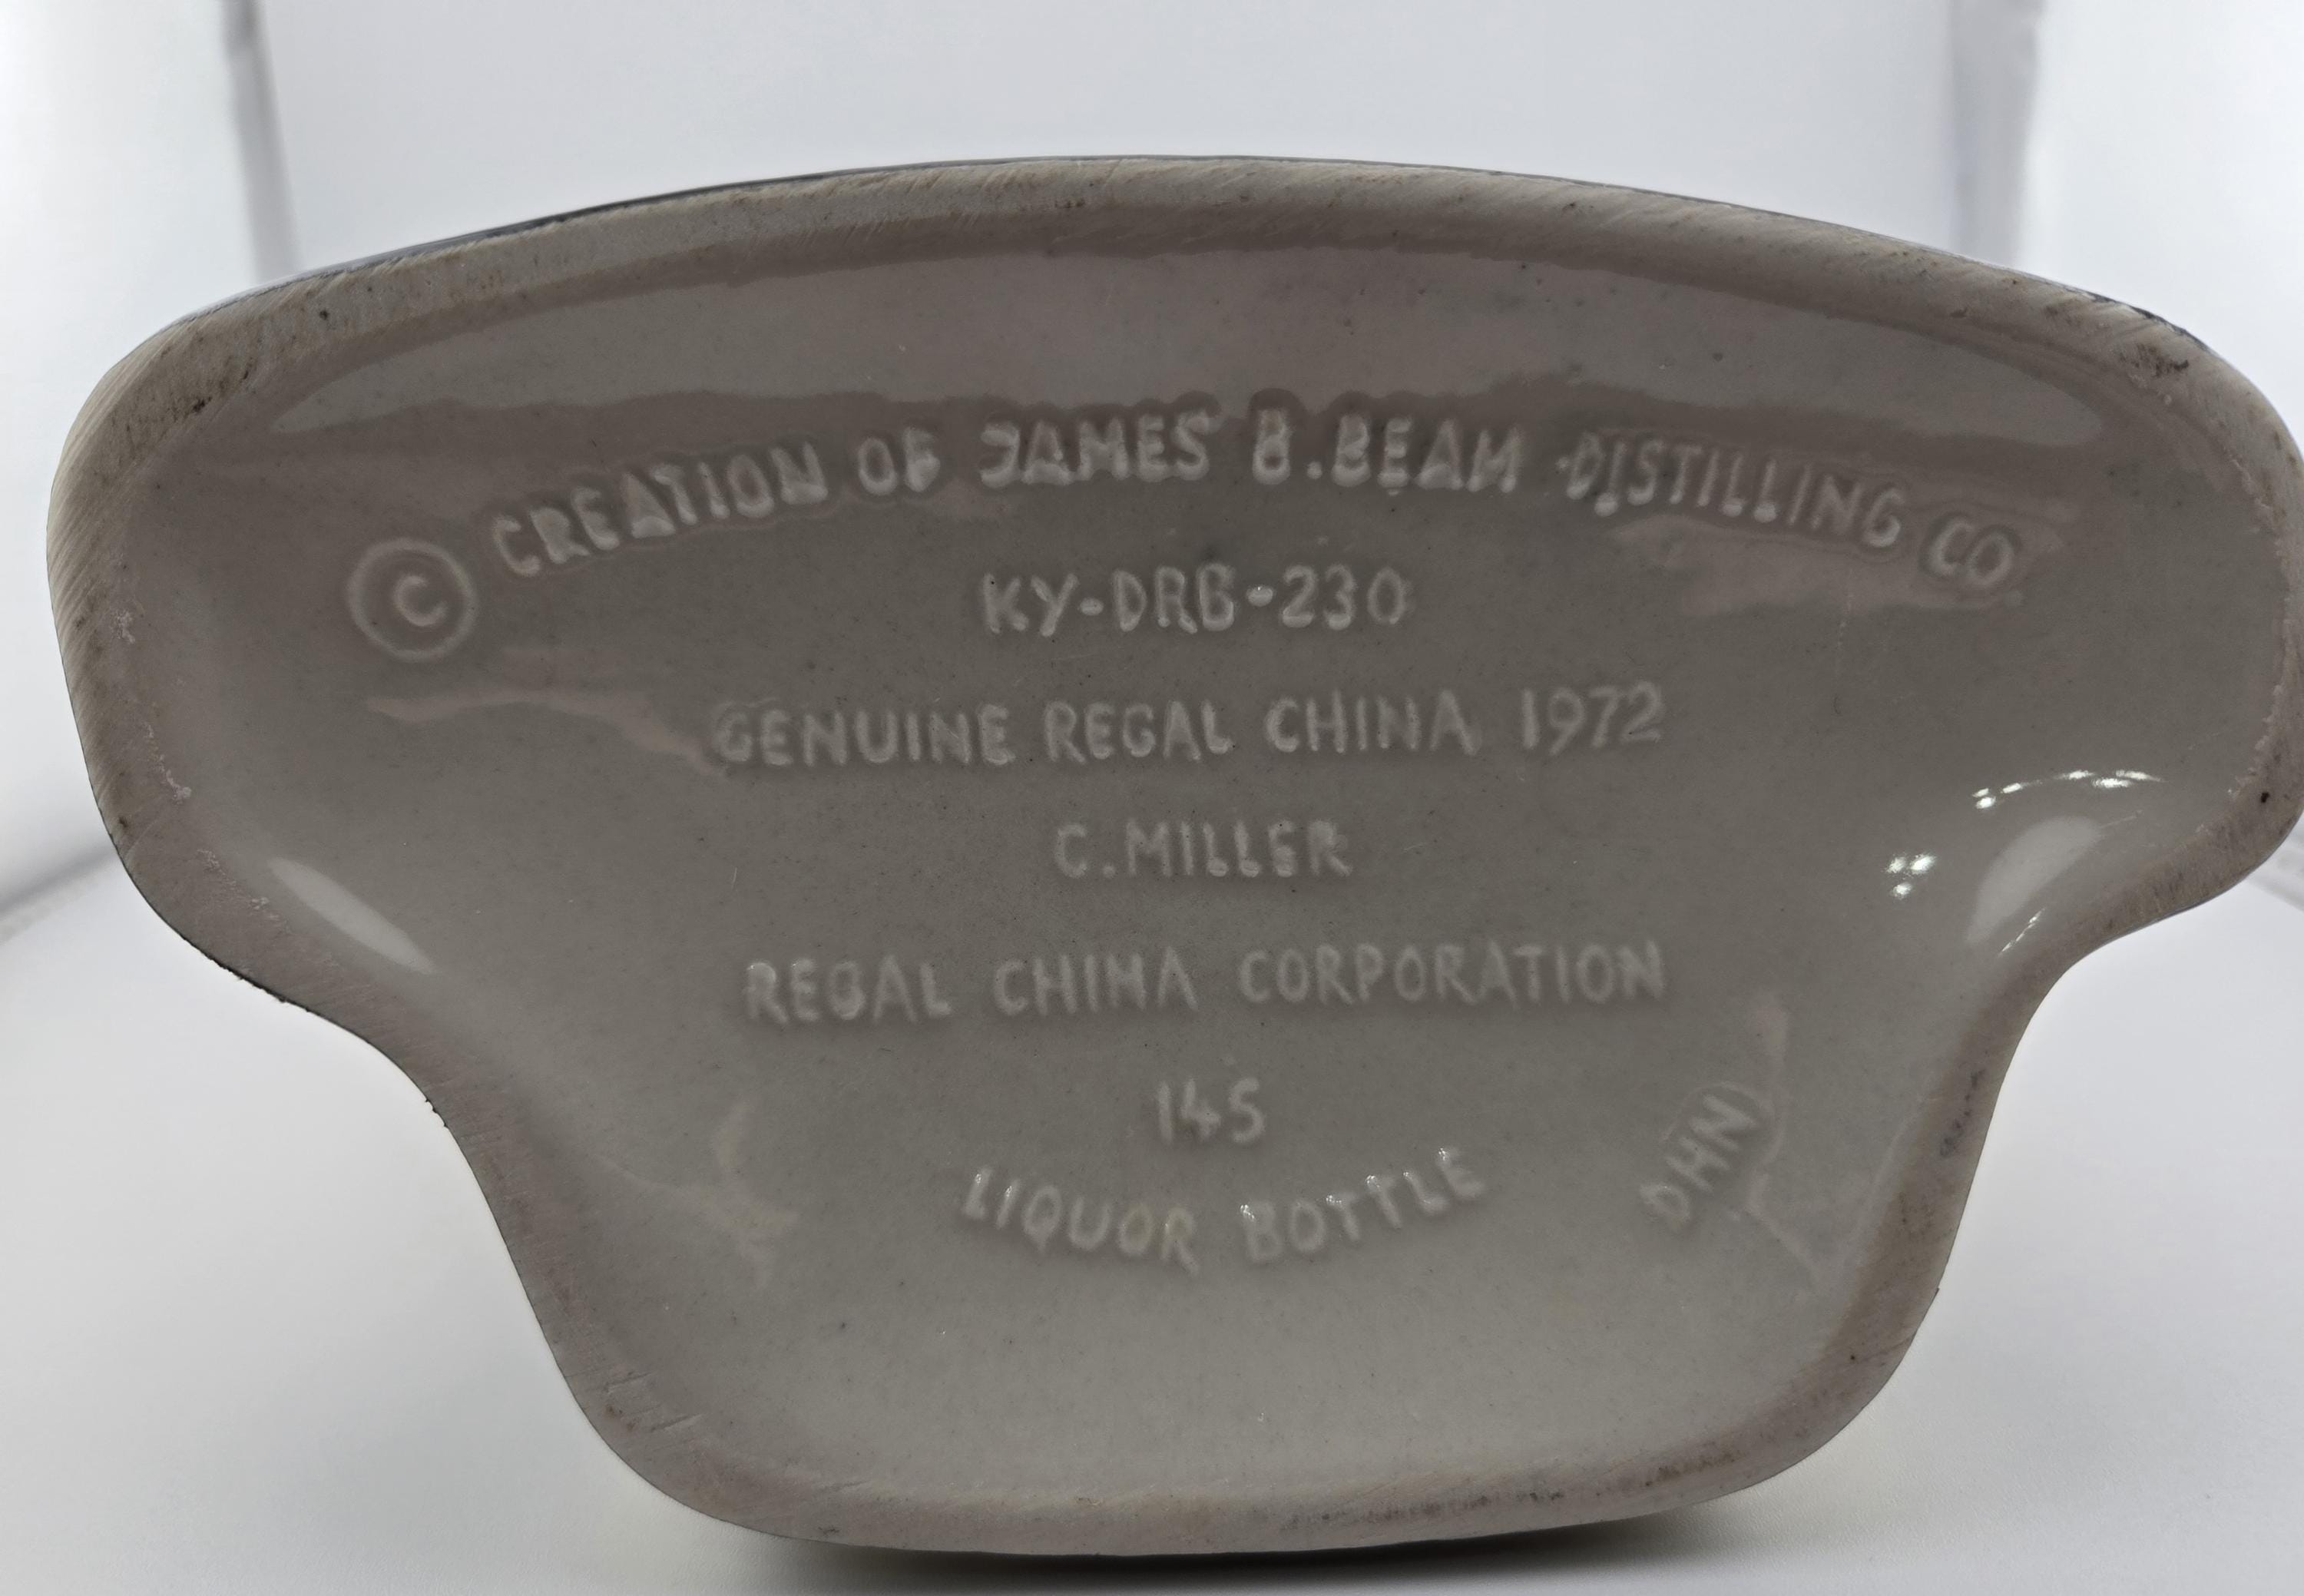 © CREATION OF JAMES B. BEAM DISTILLING CO
KY-DRB-230
GENUINE REGAL CHINA 1972
C. MILLER
REGAL CHINA CORPORATION
145
LIQUOR BOTTLE
DHN